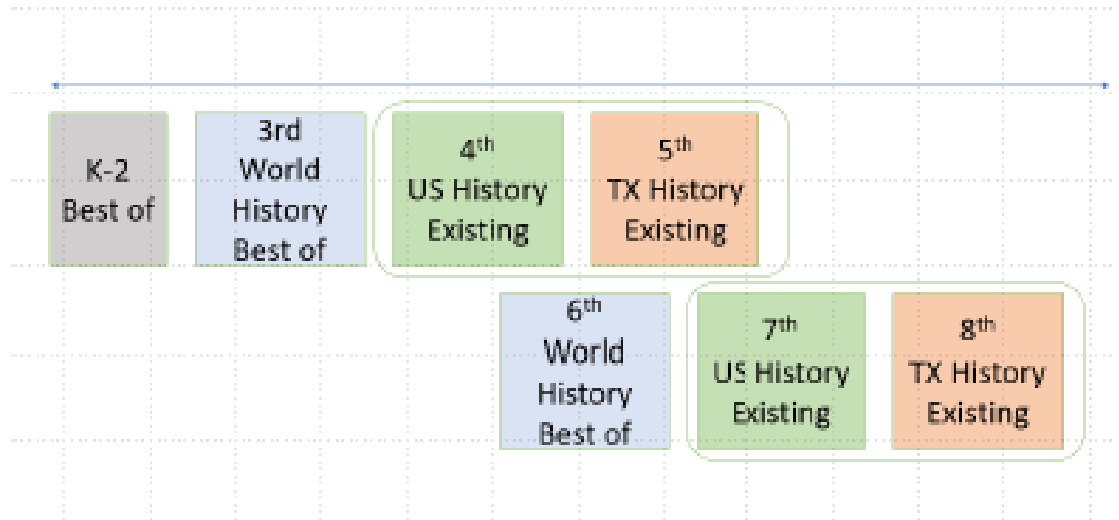 K-2
Best of
3rd
World
History
Best of
4th
US History
Existing
5th
TX History
Existing
6th
World
History
Best of
7th
US History
Existing
8th
TX History
Existing